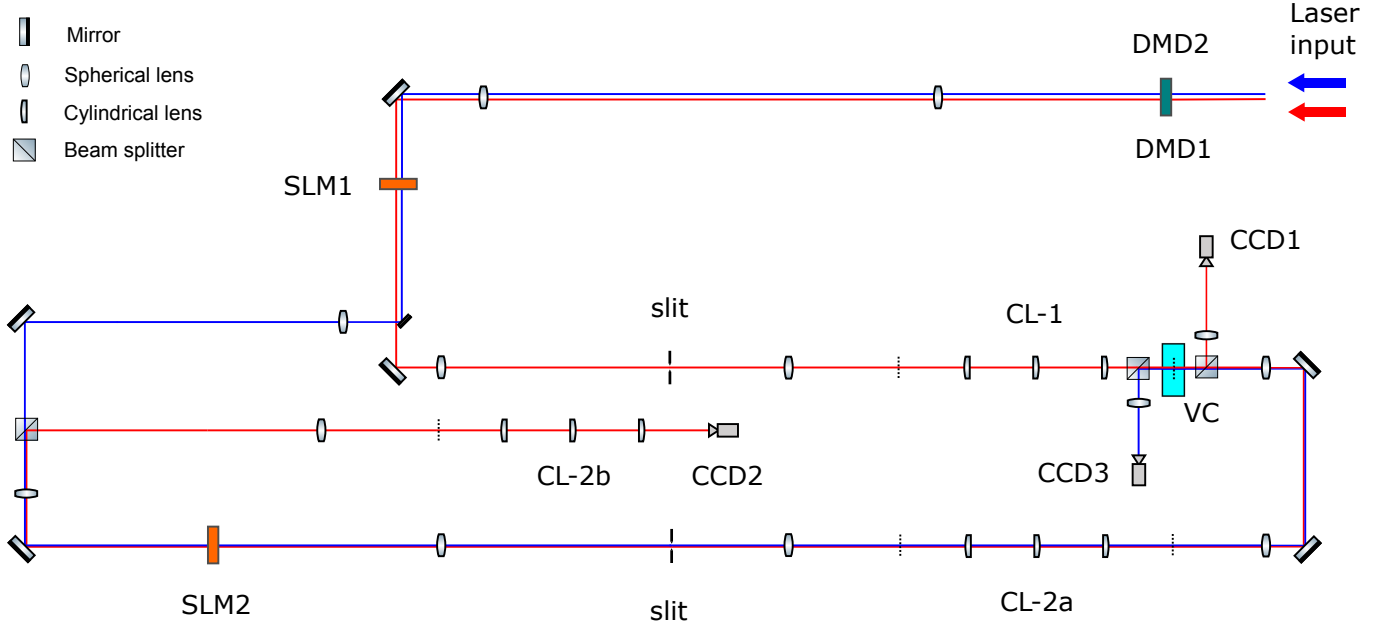 Mirror
Spherical lens
Cylindrical lens
Beam splitter
Laser
input
DMD2
DMD1
SLM1
CCD1
slit
CL-1
VC
CL-2b
CCD2
CCD3
SLM2
slit
CL-2a